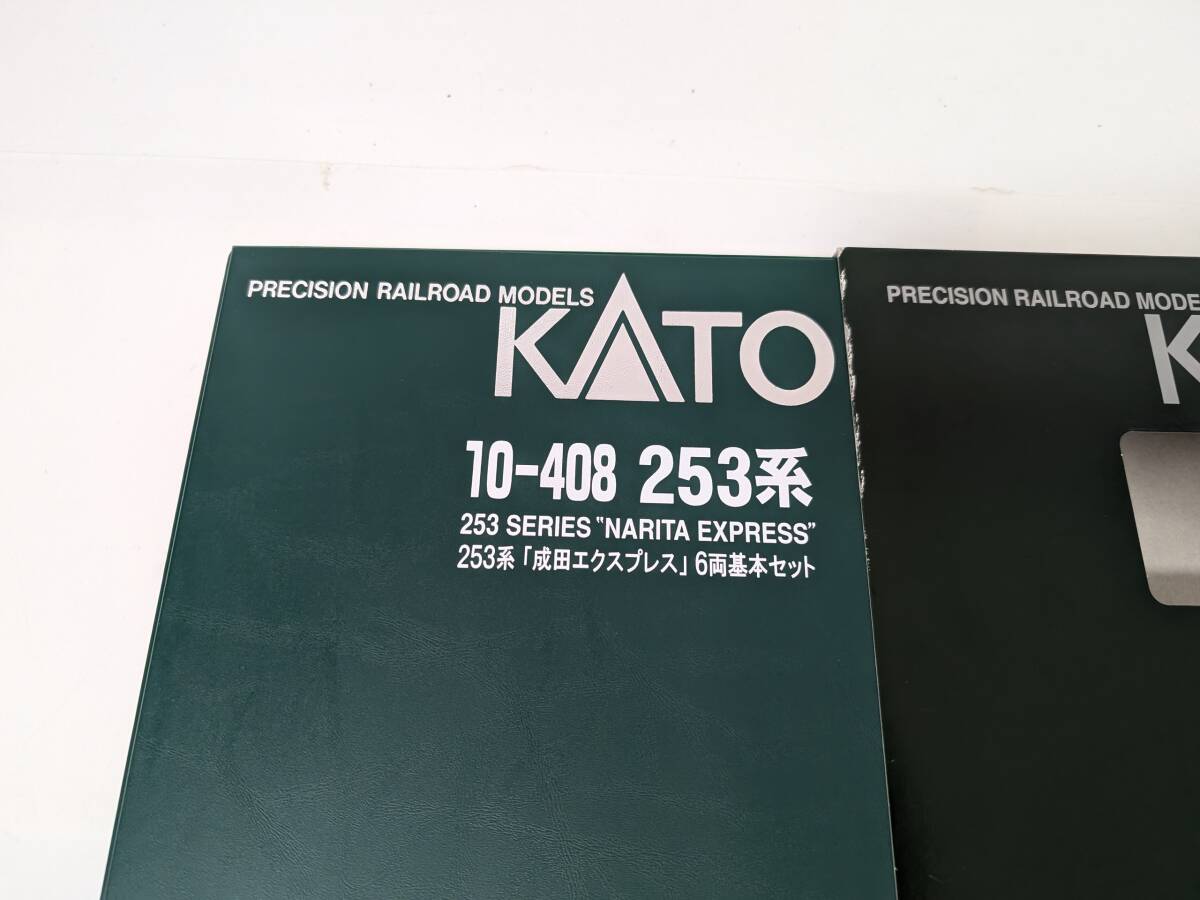 PRECISION RAILROAD MODELS
KATO
10-408 253系
253 SERIES "NARITA EXPRESS"
253系「成田エクスプレス」6両基本セット
PRECISION RAILROAD MODE
K